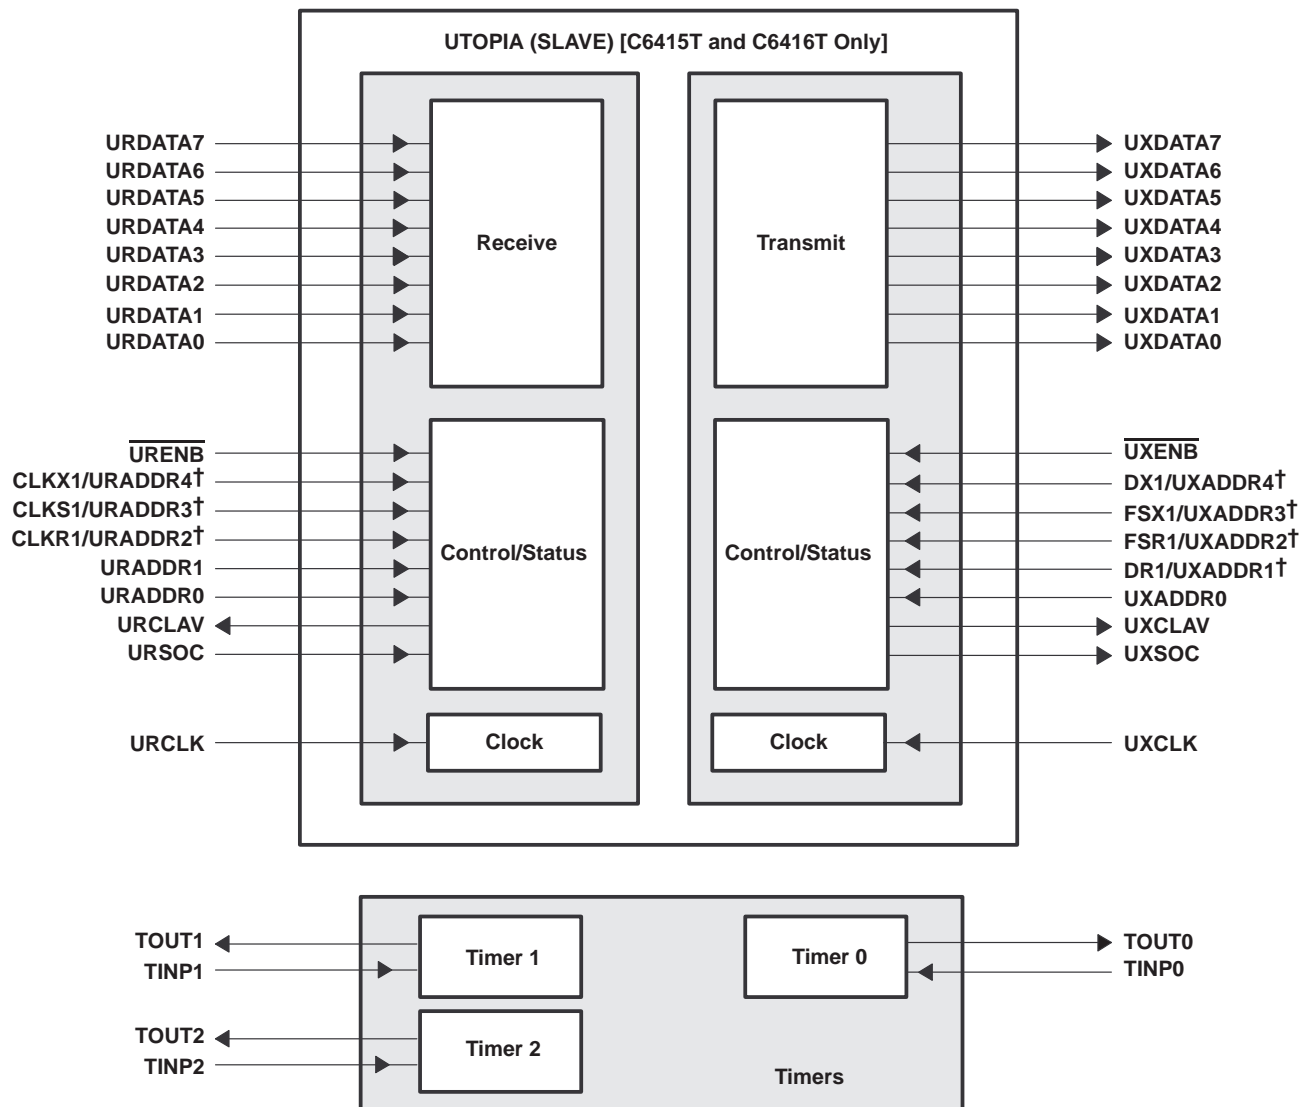 UTOPIA (SLAVE) [C6415T and C6416T Only]
URDATA7
URDATA6
URDATA5
URDATA4
URDATA3
URDATA2
URDATA1
URDATA0
Receive
Transmit
UXDATA7
UXDATA6
UXDATA5
UXDATA4
UXDATA3
UXDATA2
UXDATA1
UXDATA0
URENB
CLKX1/URADDR4†
CLKS1/URADDR3†
CLKR1/URADDR2†
URADDR1
URADDR0
URCLAV
URSOC
Control/Status
Control/Status
UXENB
DX1/UXADDR4†
FSX1/UXADDR3†
FSR1/UXADDR2†
DR1/UXADDR1†
UXADDR0
UXCLAV
UXSOC
URCLK
Clock
Clock
UXCLK
TOUT1
TINP1
Timer 1
Timer 0
TOUT0
TINP0
TOUT2
TINP2
Timer 2
Timers